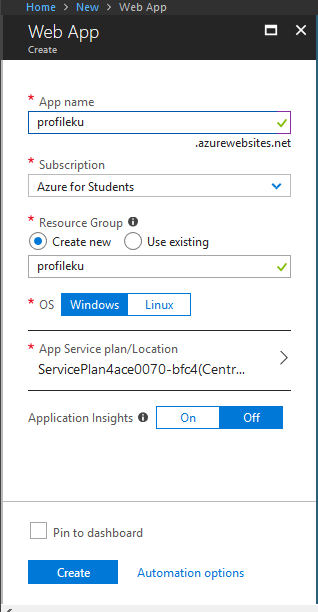 Home > New > Web App
Web App
Create
* App name
profileku
.azurewebsites.net
* Subscription
Azure for Students
* Resource Group
Create new Use existing
profileku
* OS Windows Linux
* App Service plan/Location
ServicePlan4ace0070-bfc4(Centr...
Application Insights On Off
Pin to dashboard
Create Automation options